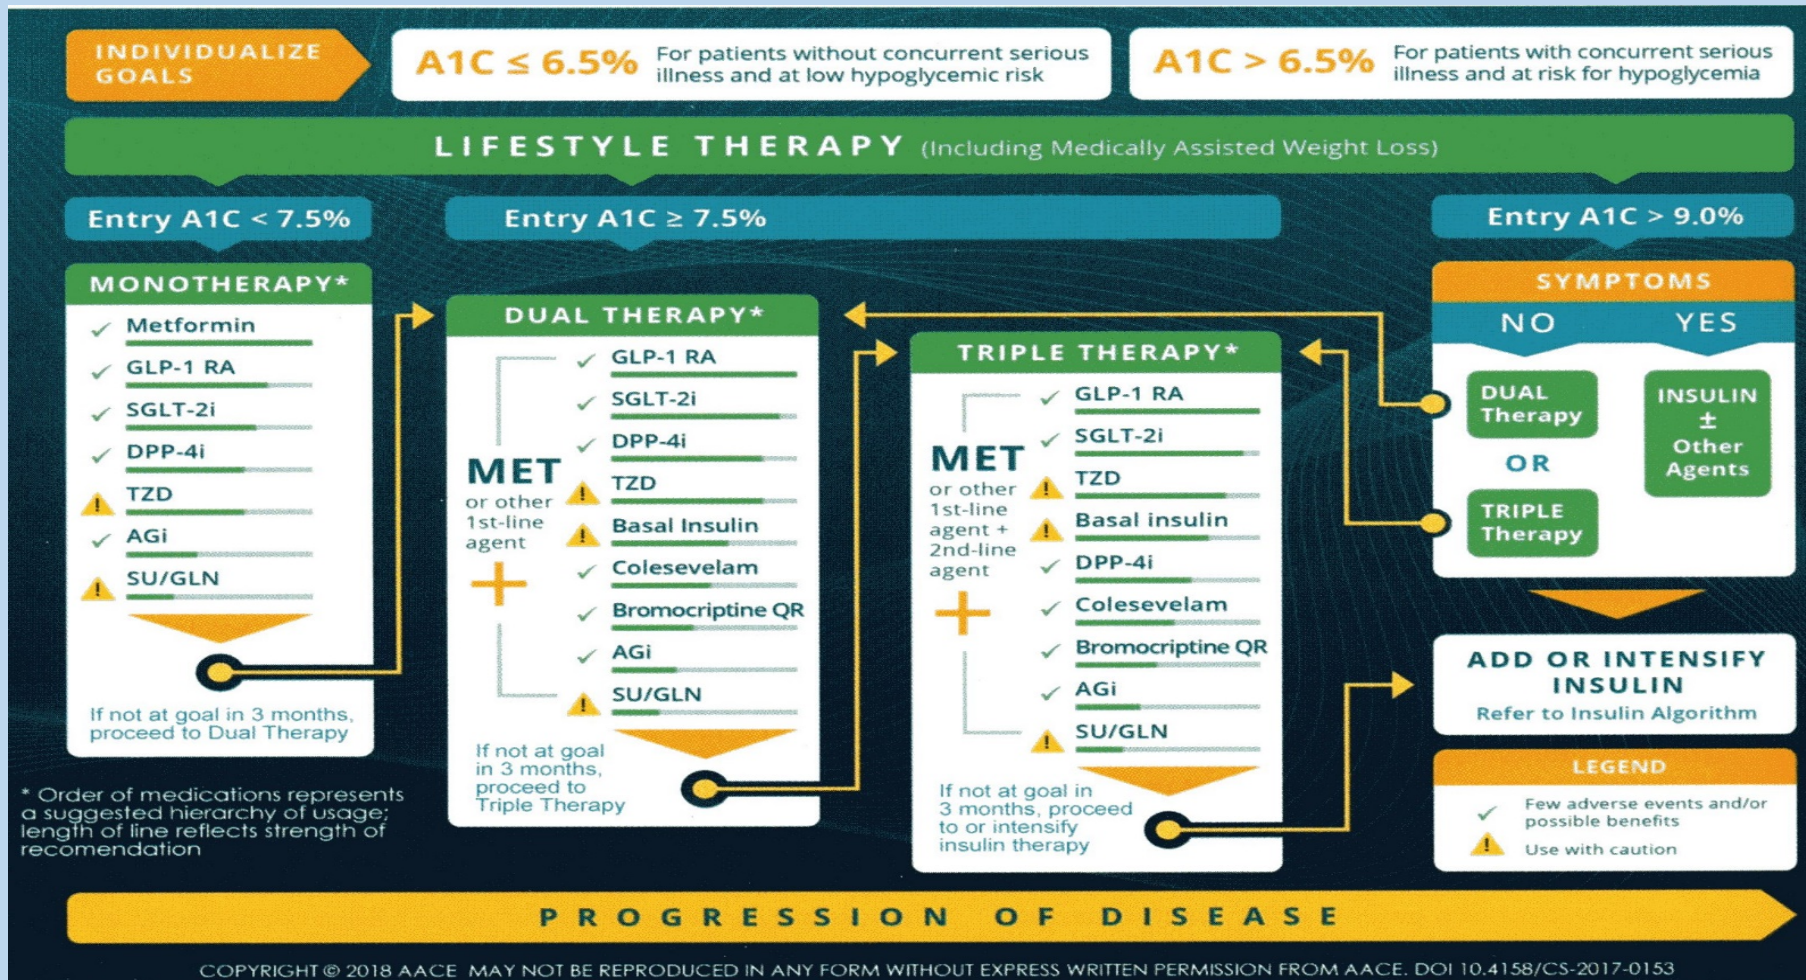 INDIVIDUALIZE
GOALS
A1C ≤ 6.5%
For patients without concurrent serious
illness and at low hypoglycemic risk
A1C > 6.5%
For patients with concurrent serious
illness and at risk for hypoglycemia
LIFESTYLE THERAPY (Including Medically Assisted Weight Loss)
Entry A1C < 7.5%
MONOTHERAPY*
Metformin
GLP-1 RA
SGLT-2i
DPP-4i
! TZD
AGi
! SU/GLN
If not at goal in 3 months,
proceed to Dual Therapy
* Order of medications represents
a suggested hierarchy of usage;
length of line reflects strength of
recomendation
Entry A1C ≥ 7.5%
DUAL THERAPY*
MET
or other
1st-line
agent
+
GLP-1 RA
SGLT-2i
DPP-4i
! TZD
! Basal Insulin
Colesevelam
Bromocriptine QR
AGi
! SU/GLN
If not at goal
in 3 months,
proceed to
Triple Therapy
TRIPLE THERAPY*
MET
or other
1st-line
agent +
2nd-line
agent
+
GLP-1 RA
SGLT-2i
! TZD
! Basal insulin
DPP-4i
Colesevelam
Bromocriptine QR
AGi
! SU/GLN
If not at goal in
3 months, proceed
to or intensify
insulin therapy
Entry A1C > 9.0%
SYMPTOMS
NO YES
DUAL
Therapy
OR
TRIPLE
Therapy
INSULIN
±
Other
Agents
ADD OR INTENSIFY
INSULIN
Refer to Insulin Algorithm
LEGEND
Few adverse events and/or
possible benefits
! Use with caution
PROGRESSION OF DISEASE
COPYRIGHT © 2018 AACE MAY NOT BE REPRODUCED IN ANY FORM WITHOUT EXPRESS WRITTEN PERMISSION FROM AACE. DOI 10.4158/CS-2017-0153